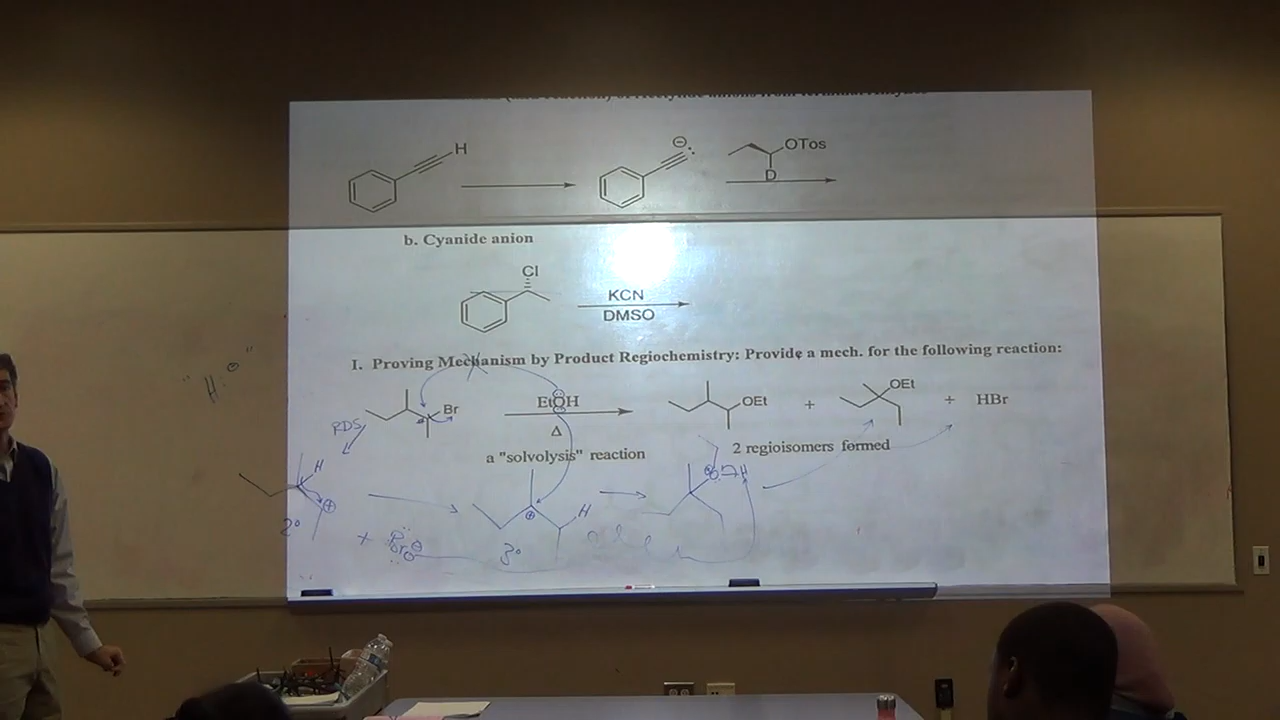 H
OTos
D
b. Cyanide anion
Cl
KCN
DMSO
"H:⊖"
I. Proving Mechanism by Product Regiochemistry: Provide a mech. for the following reaction:
Br
EtOH
Δ
OEt
+
OEt
+
HBr
RDS
a "solvolysis" reaction
2 regioisomers formed
H
⊕
2°
+ Br ⊖
⊕
H
3°
⊕
H